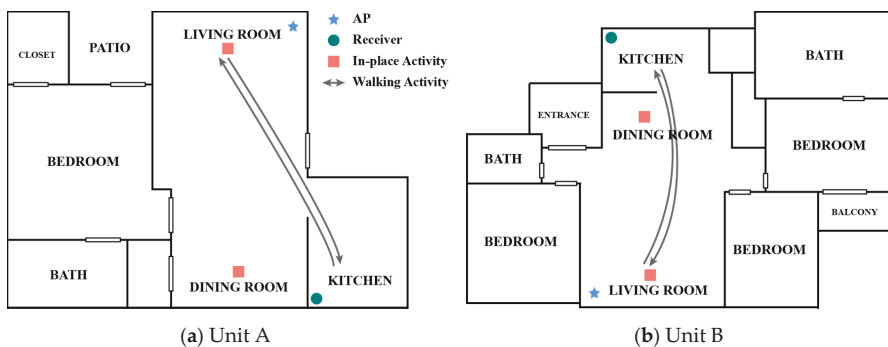 CLOSET
PATIO
LIVING ROOM
BEDROOM
BATH
DINING ROOM
KITCHEN
AP
Receiver
In-place Activity
Walking Activity
KITCHEN
BATH
ENTRANCE
DINING ROOM
BATH
BEDROOM
BEDROOM
BALCONY
BEDROOM
LIVING ROOM
(a) Unit A
(b) Unit B